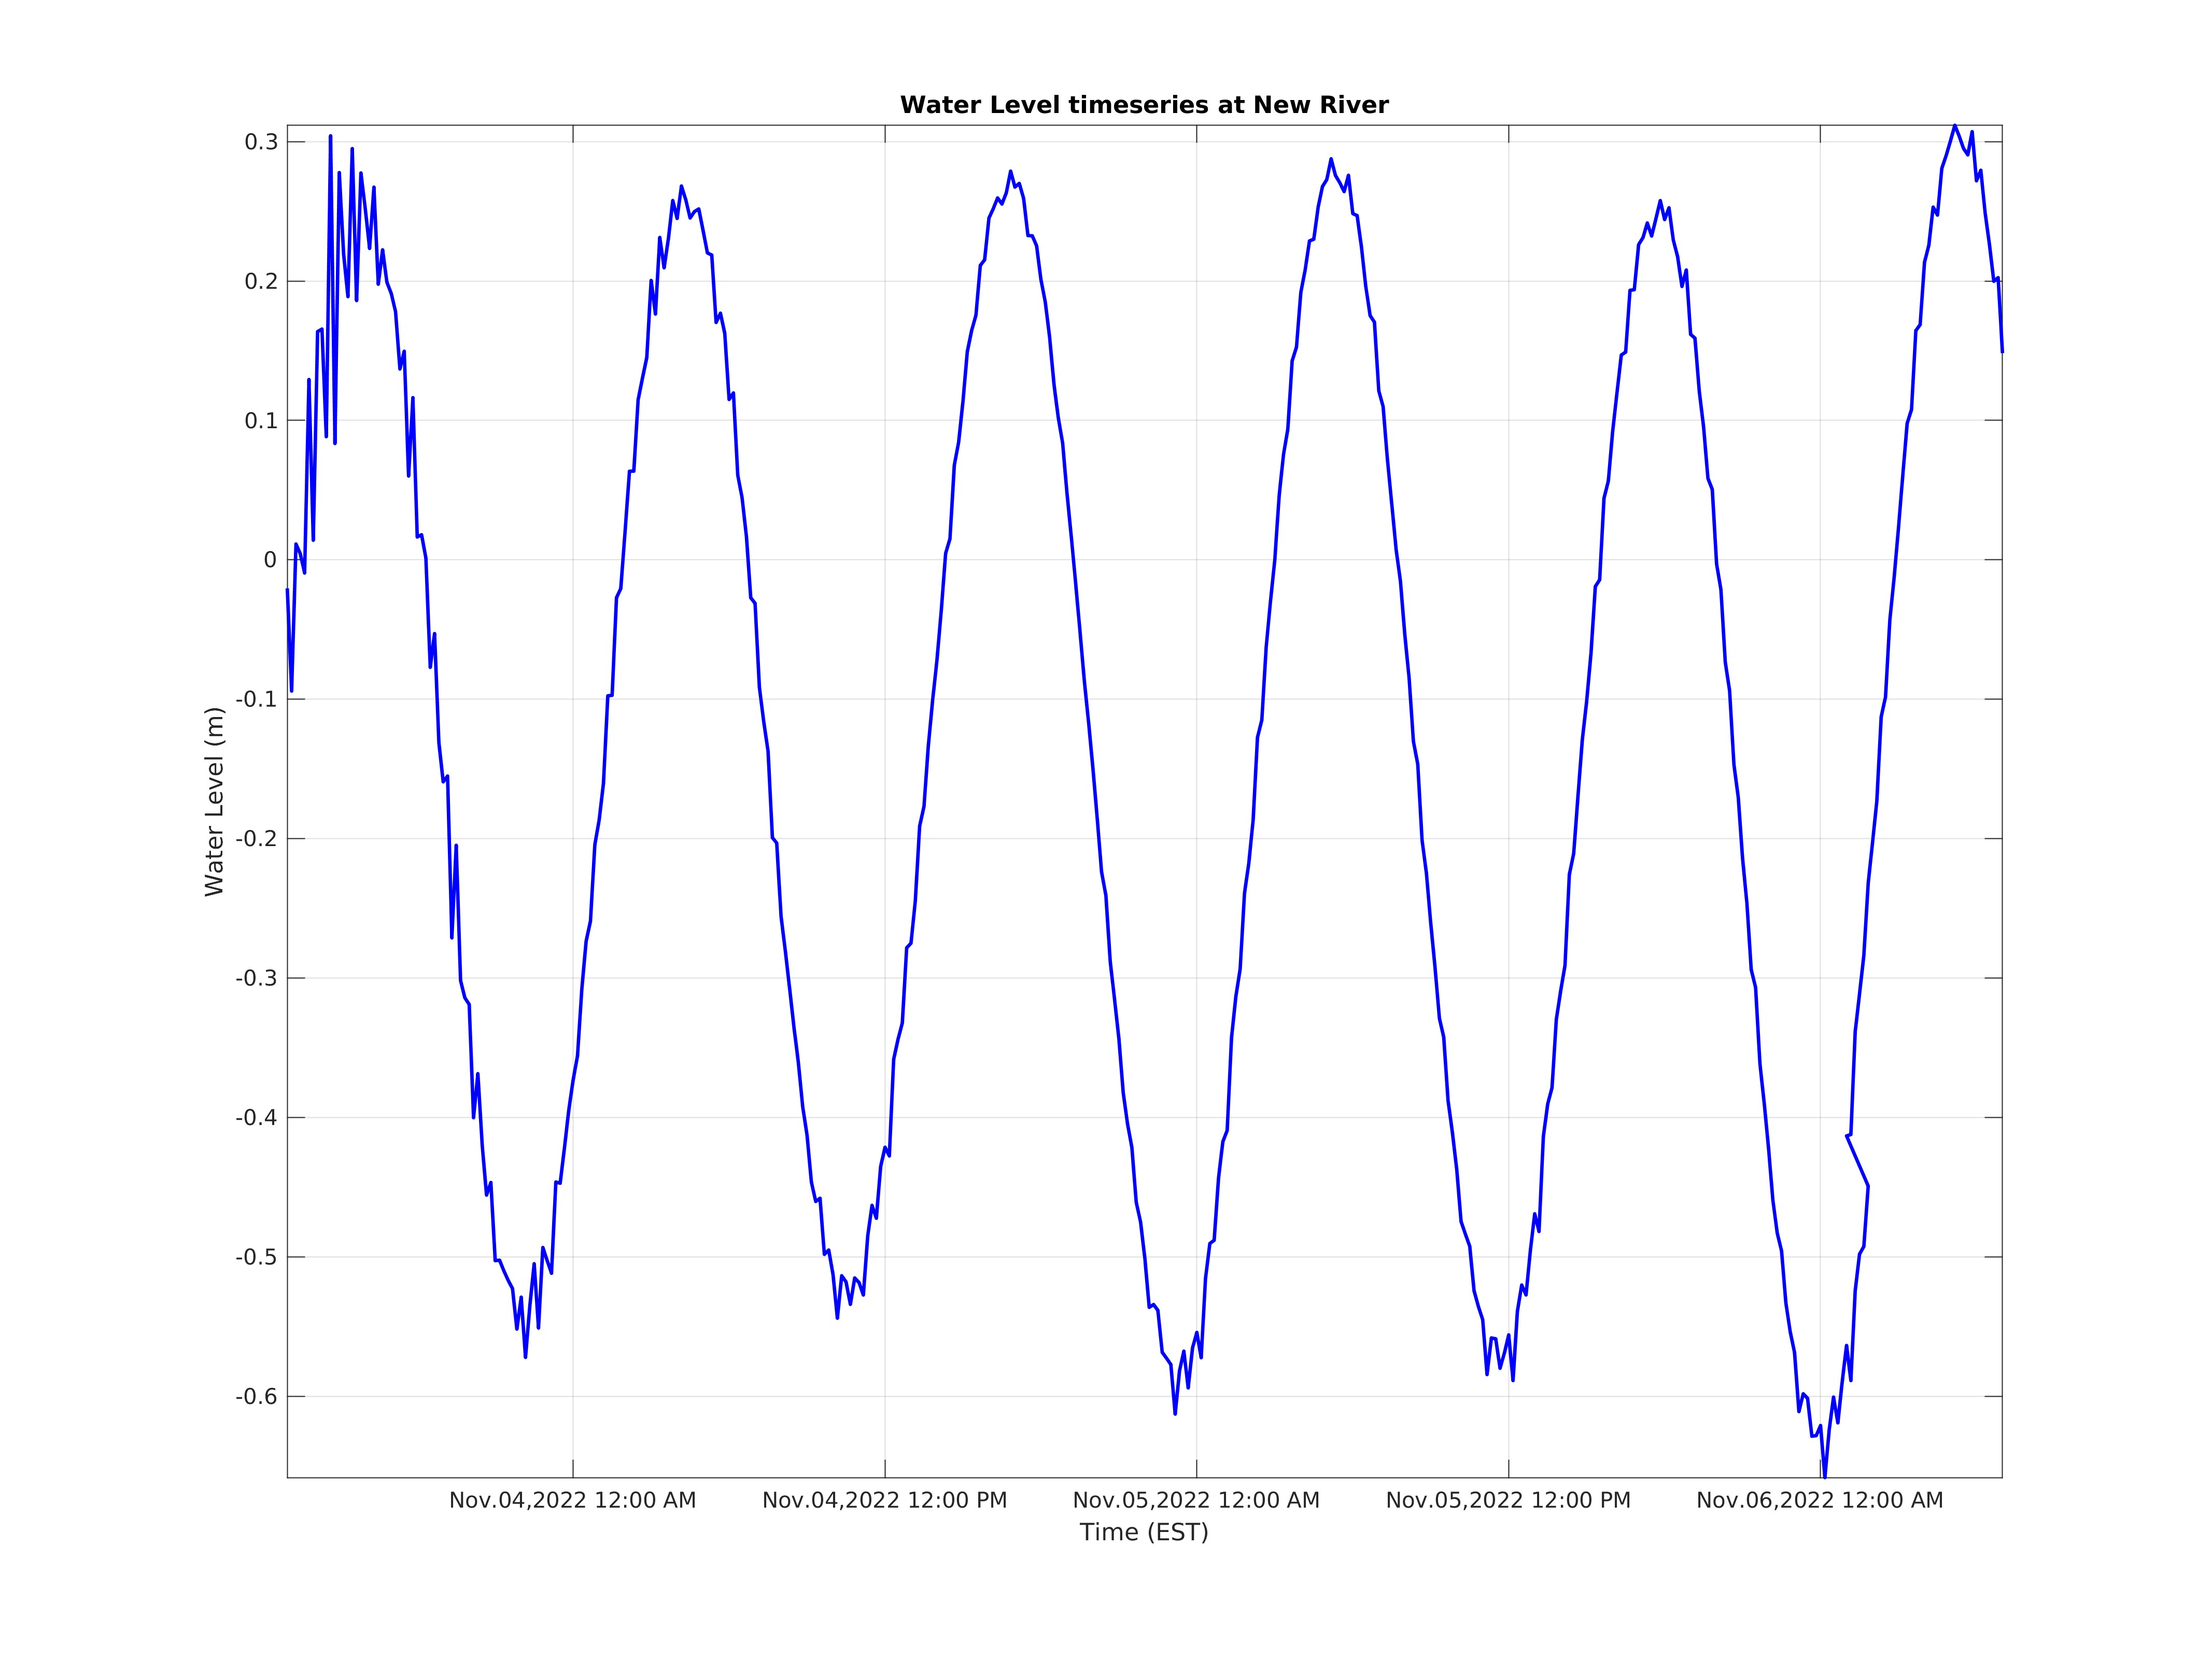 Water Level timeseries at New River
0.3
0.2
0.1
0
-0.1
-0.2
-0.3
-0.4
-0.5
-0.6
Water Level (m)
Nov.04,2022 12:00 AM Nov.04,2022 12:00 PM Nov.05,2022 12:00 AM Nov.05,2022 12:00 PM Nov.06,2022 12:00 AM
Time (EST)